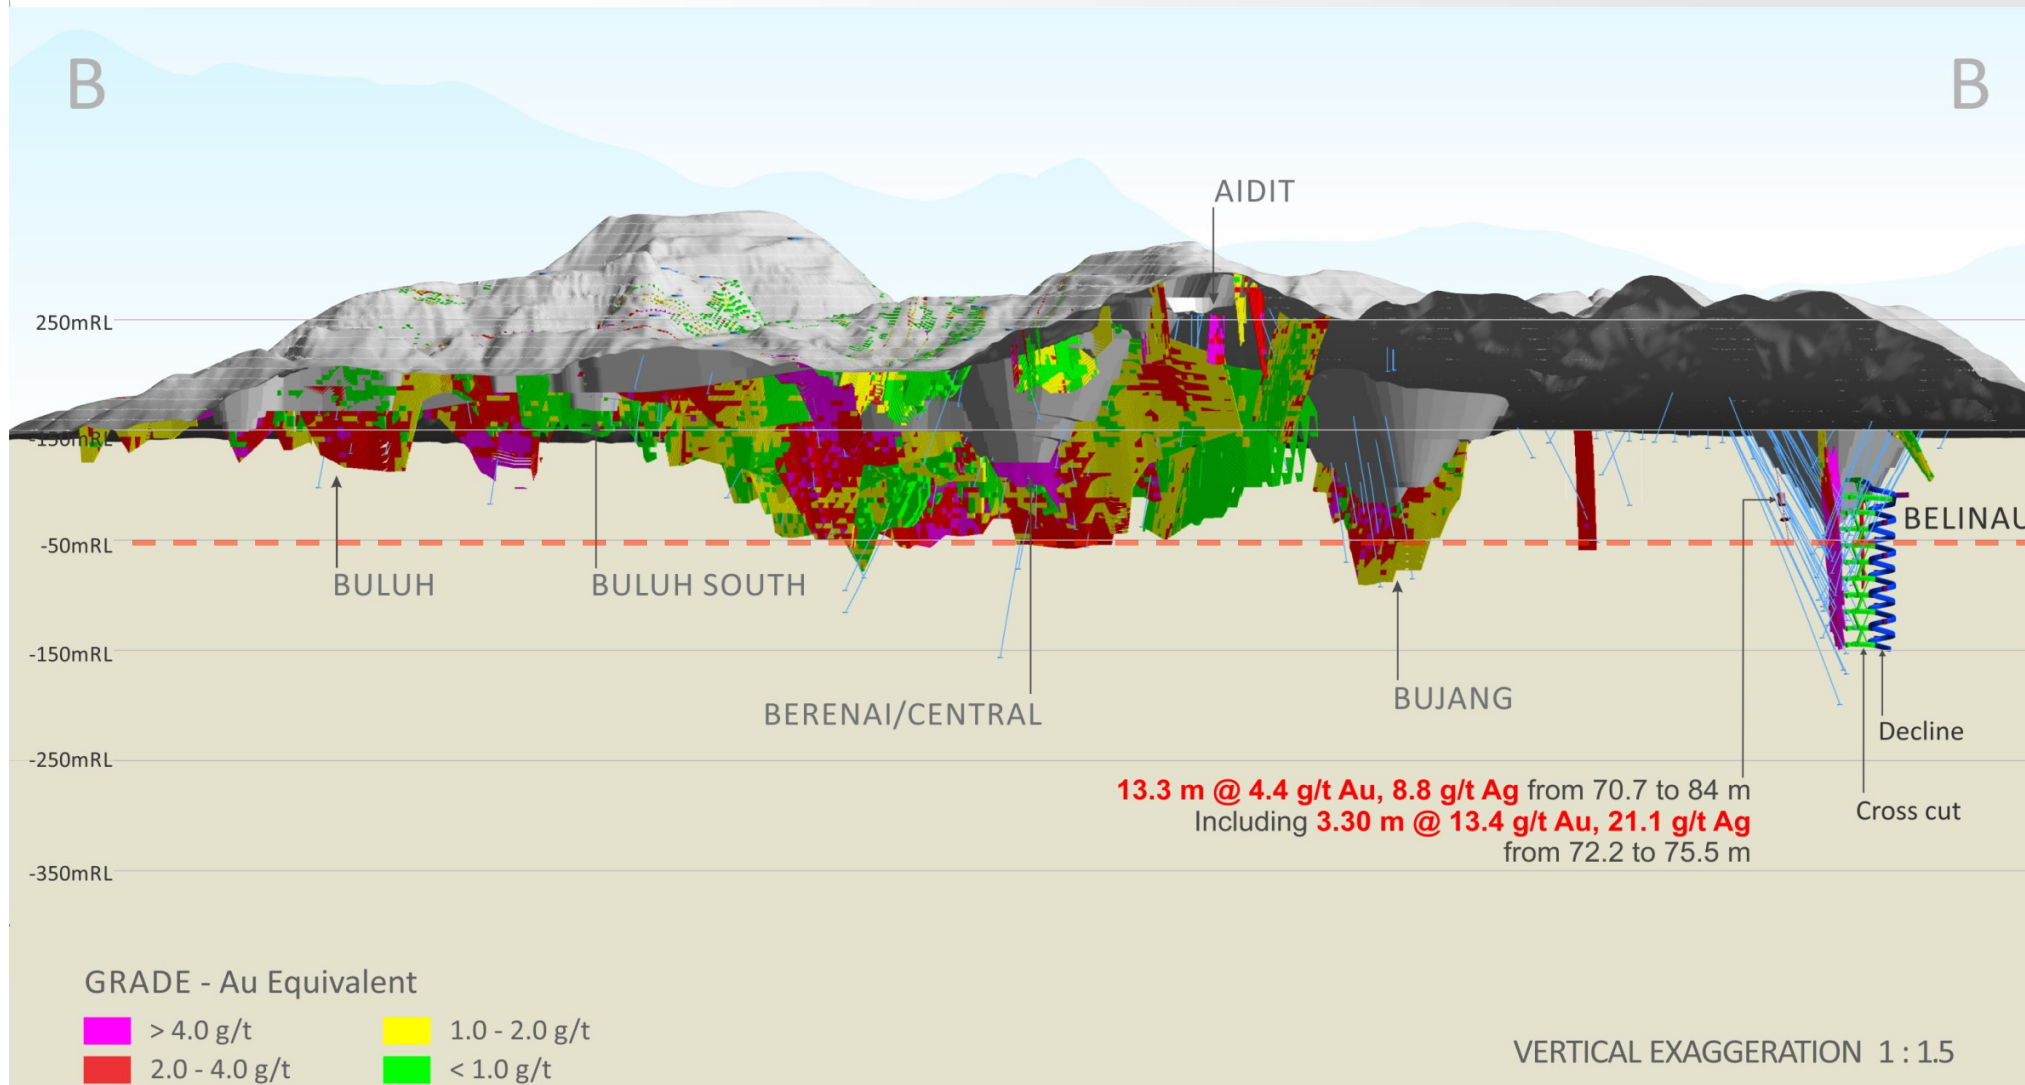 B
B
AIDIT
250mRL
-150mRL
BELINAU
-50mRL
BULUH
BULUH SOUTH
-150mRL
BERENAI/CENTRAL
BUJANG
Decline
-250mRL
13.3 m @ 4.4 g/t Au, 8.8 g/t Ag from 70.7 to 84 m
Including 3.30 m @ 13.4 g/t Au, 21.1 g/t Ag
from 72.2 to 75.5 m
Cross cut
-350mRL
GRADE - Au Equivalent
> 4.0 g/t
1.0 - 2.0 g/t
2.0 - 4.0 g/t
< 1.0 g/t
VERTICAL EXAGGERATION 1 : 1.5